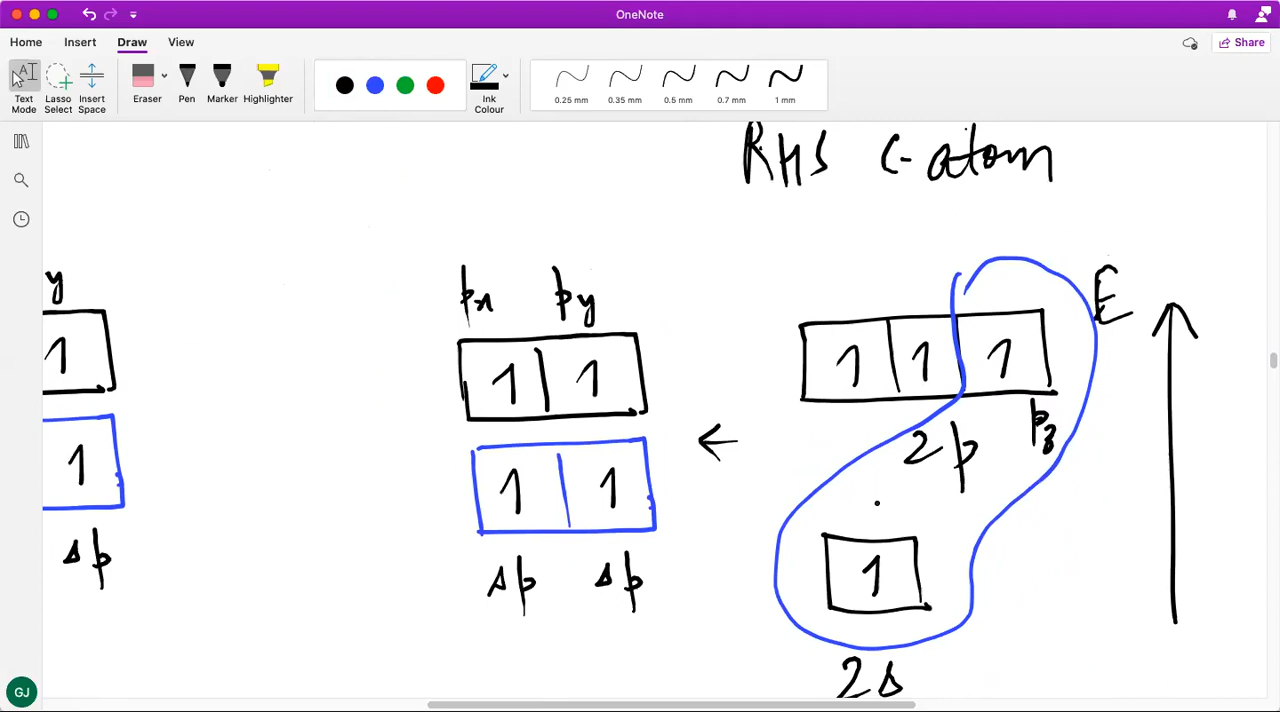 OneNote
Home Insert Draw View
Share
Text Mode
Lasso Select
Insert Space
Eraser
Pen
Marker
Highlighter
Ink Colour
0.25 mm
0.35 mm
0.5 mm
0.7 mm
1 mm
RHS C-atom
y
px py
E
1
1 1
1 1 1
2p pz
1
1 1
sp
sp sp
1
2s
GJ